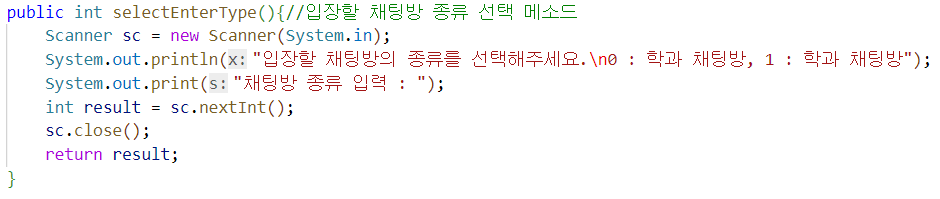 public int selectEnterType(){//입장할 채팅방 종류 선택 메소드
Scanner sc = new Scanner(System.in);
System.out.println(x: "입장할 채팅방의 종류를 선택해주세요.\n0 : 학과 채팅방, 1 : 학과 채팅방");
System.out.print(s: "채팅방 종류 입력 : ");
int result = sc.nextInt();
sc.close();
return result;
}